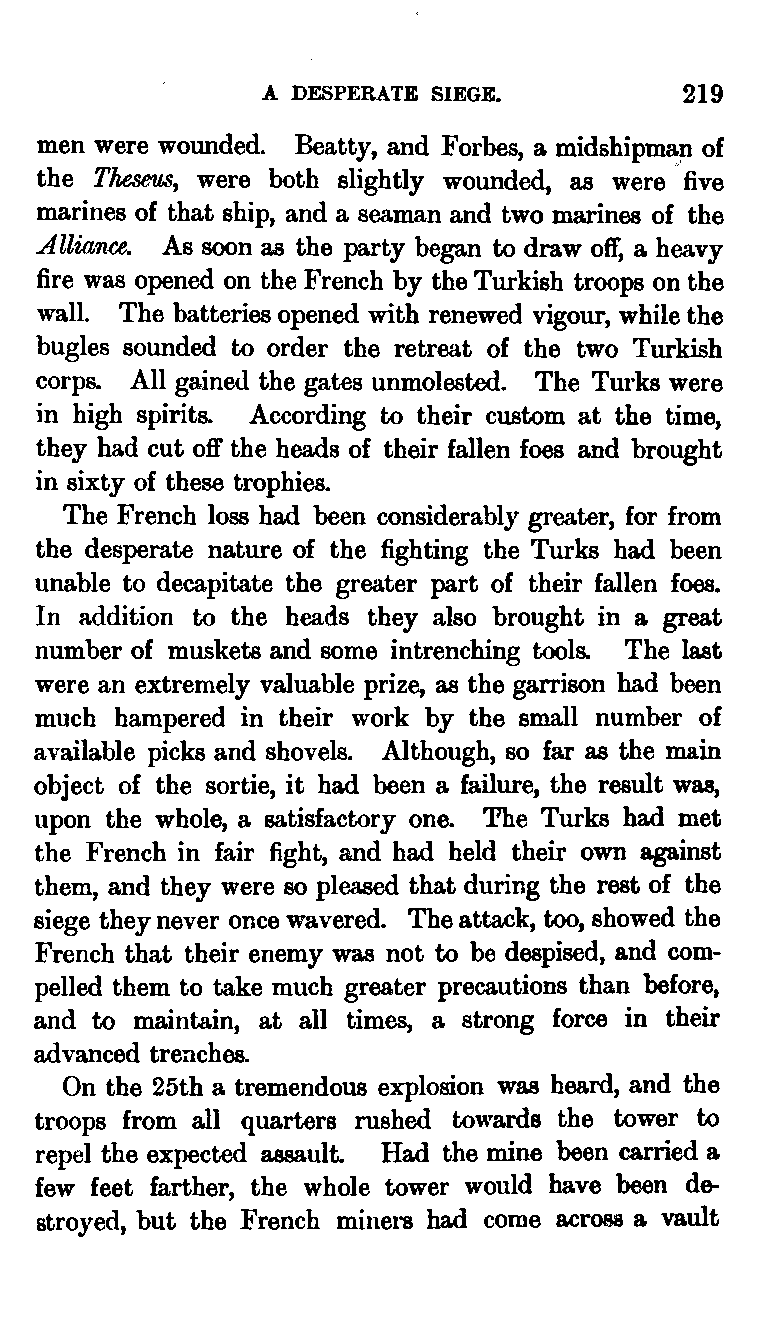 A DESPERATE SIEGE. 219
men were wounded. Beatty, and Forbes, a midshipman of
the Theseus, were both slightly wounded, as were five
marines of that ship, and a seaman and two marines of the
Alliance. As soon as the party began to draw off, a heavy
fire was opened on the French by the Turkish troops on the
wall. The batteries opened with renewed vigour, while the
bugles sounded to order the retreat of the two Turkish
corps. All gained the gates unmolested. The Turks were
in high spirits. According to their custom at the time,
they had cut off the heads of their fallen foes and brought
in sixty of these trophies.
The French loss had been considerably greater, for from
the desperate nature of the fighting the Turks had been
unable to decapitate the greater part of their fallen foes.
In addition to the heads they also brought in a great
number of muskets and some intrenching tools. The last
were an extremely valuable prize, as the garrison had been
much hampered in their work by the small number of
available picks and shovels. Although, so far as the main
object of the sortie, it had been a failure, the result was,
upon the whole, a satisfactory one. The Turks had met
the French in fair fight, and had held their own against
them, and they were so pleased that during the rest of the
siege they never once wavered. The attack, too, showed the
French that their enemy was not to be despised, and com-
pelled them to take much greater precautions than before,
and to maintain, at all times, a strong force in their
advanced trenches.
On the 25th a tremendous explosion was heard, and the
troops from all quarters rushed towards the tower to
repel the expected assault. Had the mine been carried a
few feet farther, the whole tower would have been de-
stroyed, but the French miners had come across a vault